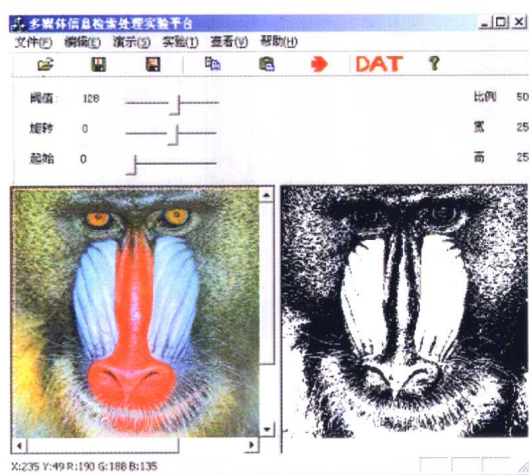 多媒体信息检索处理实验平台
文件(F) 编辑(E) 演示(S) 实验(T) 查看(V) 帮助(H)
DAT ?
阈值: 128 比例 50
旋转 0 宽 25
起始 0 高 25
X:235 Y:49 R:190 G:188 B:135